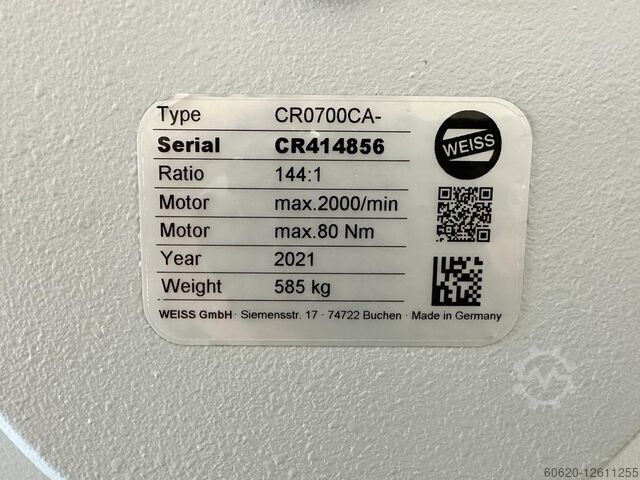 Type CR0700CA-
Serial CR414856
Ratio 144:1
Motor max.2000/min
Motor max.80 Nm
Year 2021
Weight 585 kg
WEISS
WEISS GmbH · Siemensstr. 17 · 74722 Buchen · Made in Germany
60620-12611255